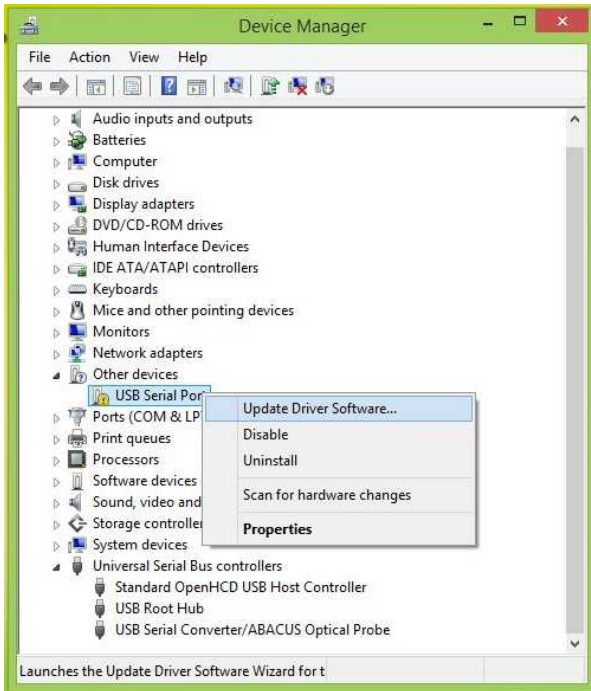 Device Manager
File Action View Help
Audio inputs and outputs
Batteries
Computer
Disk drives
Display adapters
DVD/CD-ROM drives
Human Interface Devices
IDE ATA/ATAPI controllers
Keyboards
Mice and other pointing devices
Monitors
Network adapters
Other devices
USB Serial Port
Update Driver Software...
Ports (COM & LP
Disable
Print queues
Processors
Uninstall
Software devices
Scan for hardware changes
Sound, video and
Storage controlle
Properties
System devices
Universal Serial Bus controllers
Standard OpenHCD USB Host Controller
USB Root Hub
USB Serial Converter/ABACUS Optical Probe
Launches the Update Driver Software Wizard for t